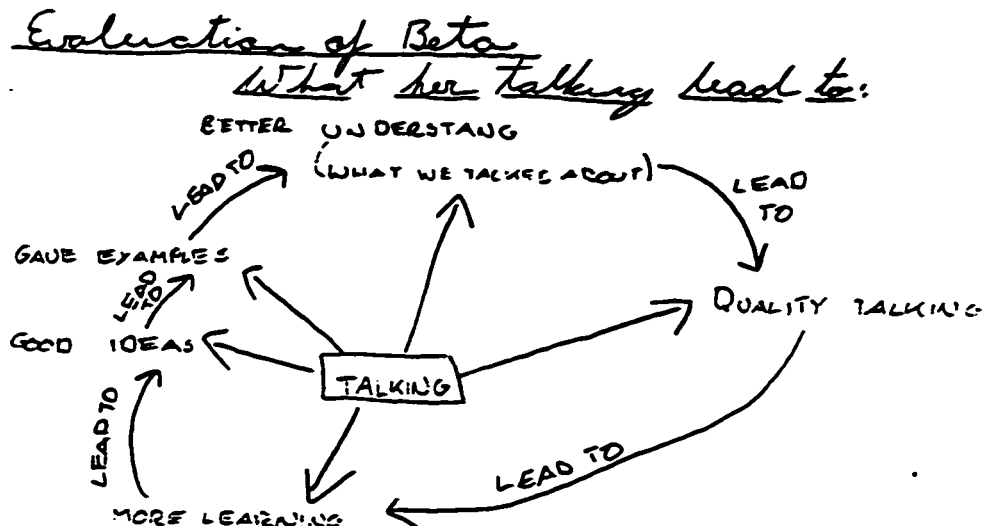 Evaluation of Beta
What her talking lead to:
BETTER UNDERSTANG
(WHAT WE TALKED ABOUT)
LEAD TO
LEAD TO
GAVE EXAMPLES
LEAD TO
QUALITY TALKING
GOOD IDEAS
TALKING
LEAD TO
LEAD TO
MORE LEARNING